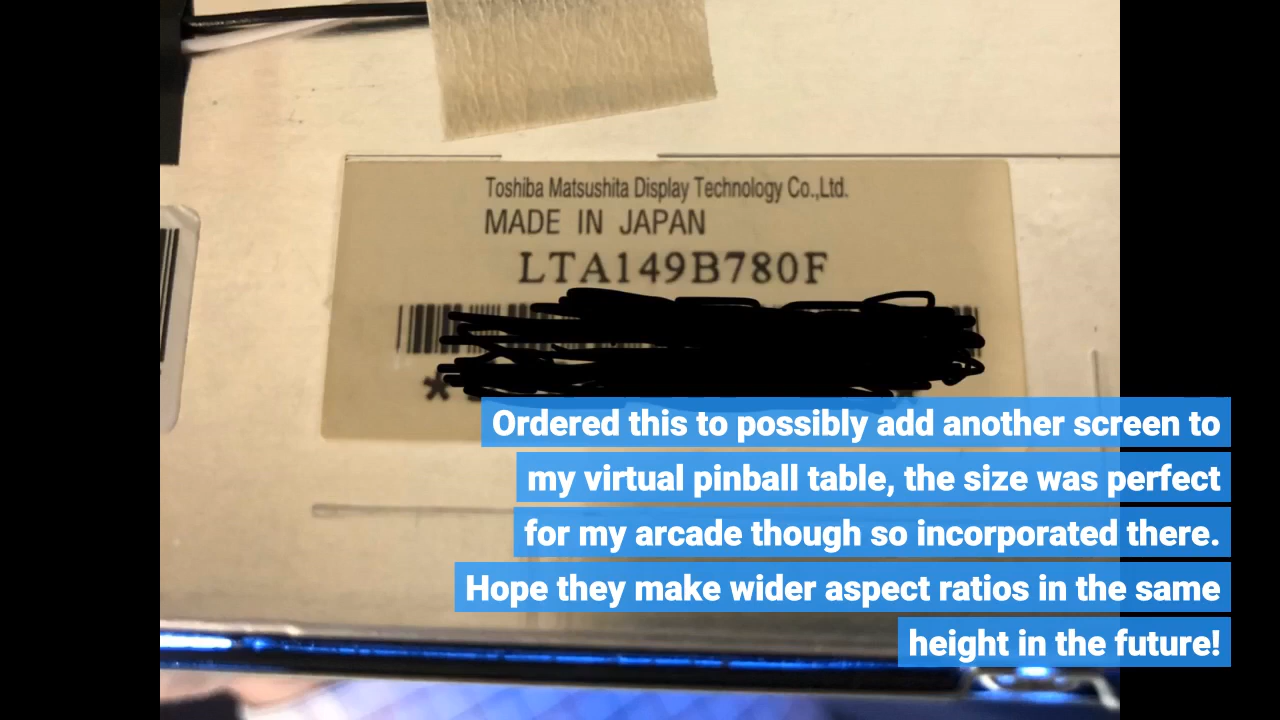 Toshiba Matsushita Display Technology Co.,Ltd.
MADE IN JAPAN
LTA149B780F
*
Ordered this to possibly add another screen to
my virtual pinball table, the size was perfect
for my arcade though so incorporated there.
Hope they make wider aspect ratios in the same
height in the future!